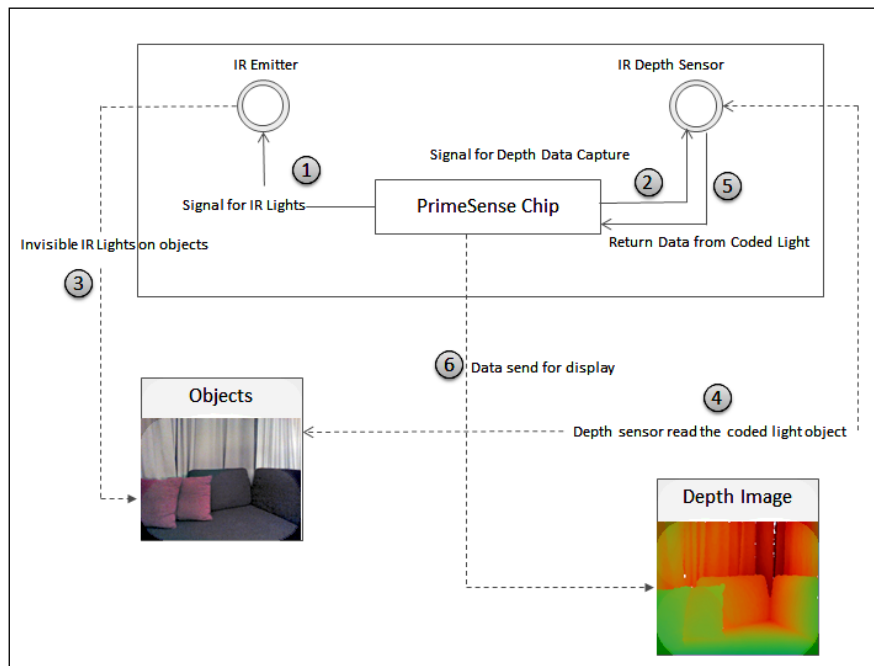 IR Emitter
IR Depth Sensor
1
Signal for Depth Data Capture
2
5
Signal for IR Lights
PrimeSense Chip
Invisible IR Lights on objects
Return Data from Coded Light
3
6
Data send for display
Objects
4
Depth sensor read the coded light object
Depth Image